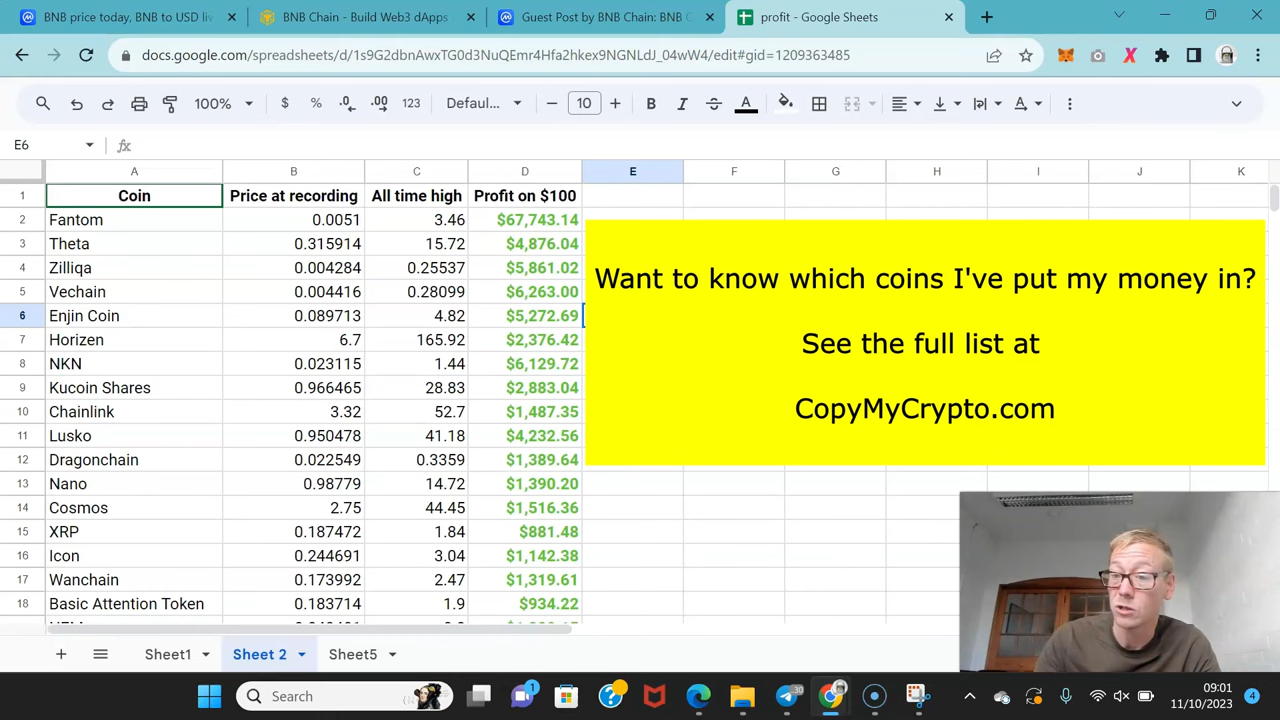 BNB price today, BNB to USD liv
BNB Chain - Build Web3 dApps
Guest Post by BNB Chain: BNB C
profit - Google Sheets
docs.google.com/spreadsheets/d/1s9G2dbnAwxTG0d3NuQEmr4Hfa2hkex9NGNLdJ_04wW4/edit#gid=1209363485
100% $ % .0 .00 123 Defaul... 10 B I A
E6 fx
A B C D E F G H I J K
1 Coin Price at recording All time high Profit on $100
2 Fantom 0.0051 3.46 $67,743.14
3 Theta 0.315914 15.72 $4,876.04
4 Zilliqa 0.004284 0.25537 $5,861.02
5 Vechain 0.004416 0.28099 $6,263.00
6 Enjin Coin 0.089713 4.82 $5,272.69
7 Horizen 6.7 165.92 $2,376.42
8 NKN 0.023115 1.44 $6,129.72
9 Kucoin Shares 0.966465 28.83 $2,883.04
10 Chainlink 3.32 52.7 $1,487.35
11 Lusko 0.950478 41.18 $4,232.56
12 Dragonchain 0.022549 0.3359 $1,389.64
13 Nano 0.98779 14.72 $1,390.20
14 Cosmos 2.75 44.45 $1,516.36
15 XRP 0.187472 1.84 $881.48
16 Icon 0.244691 3.04 $1,142.38
17 Wanchain 0.173992 2.47 $1,319.61
18 Basic Attention Token 0.183714 1.9 $934.22
Want to know which coins I've put my money in?
See the full list at
CopyMyCrypto.com
Sheet1 Sheet 2 Sheet5
Search
1
30
09:01
11/10/2023
4